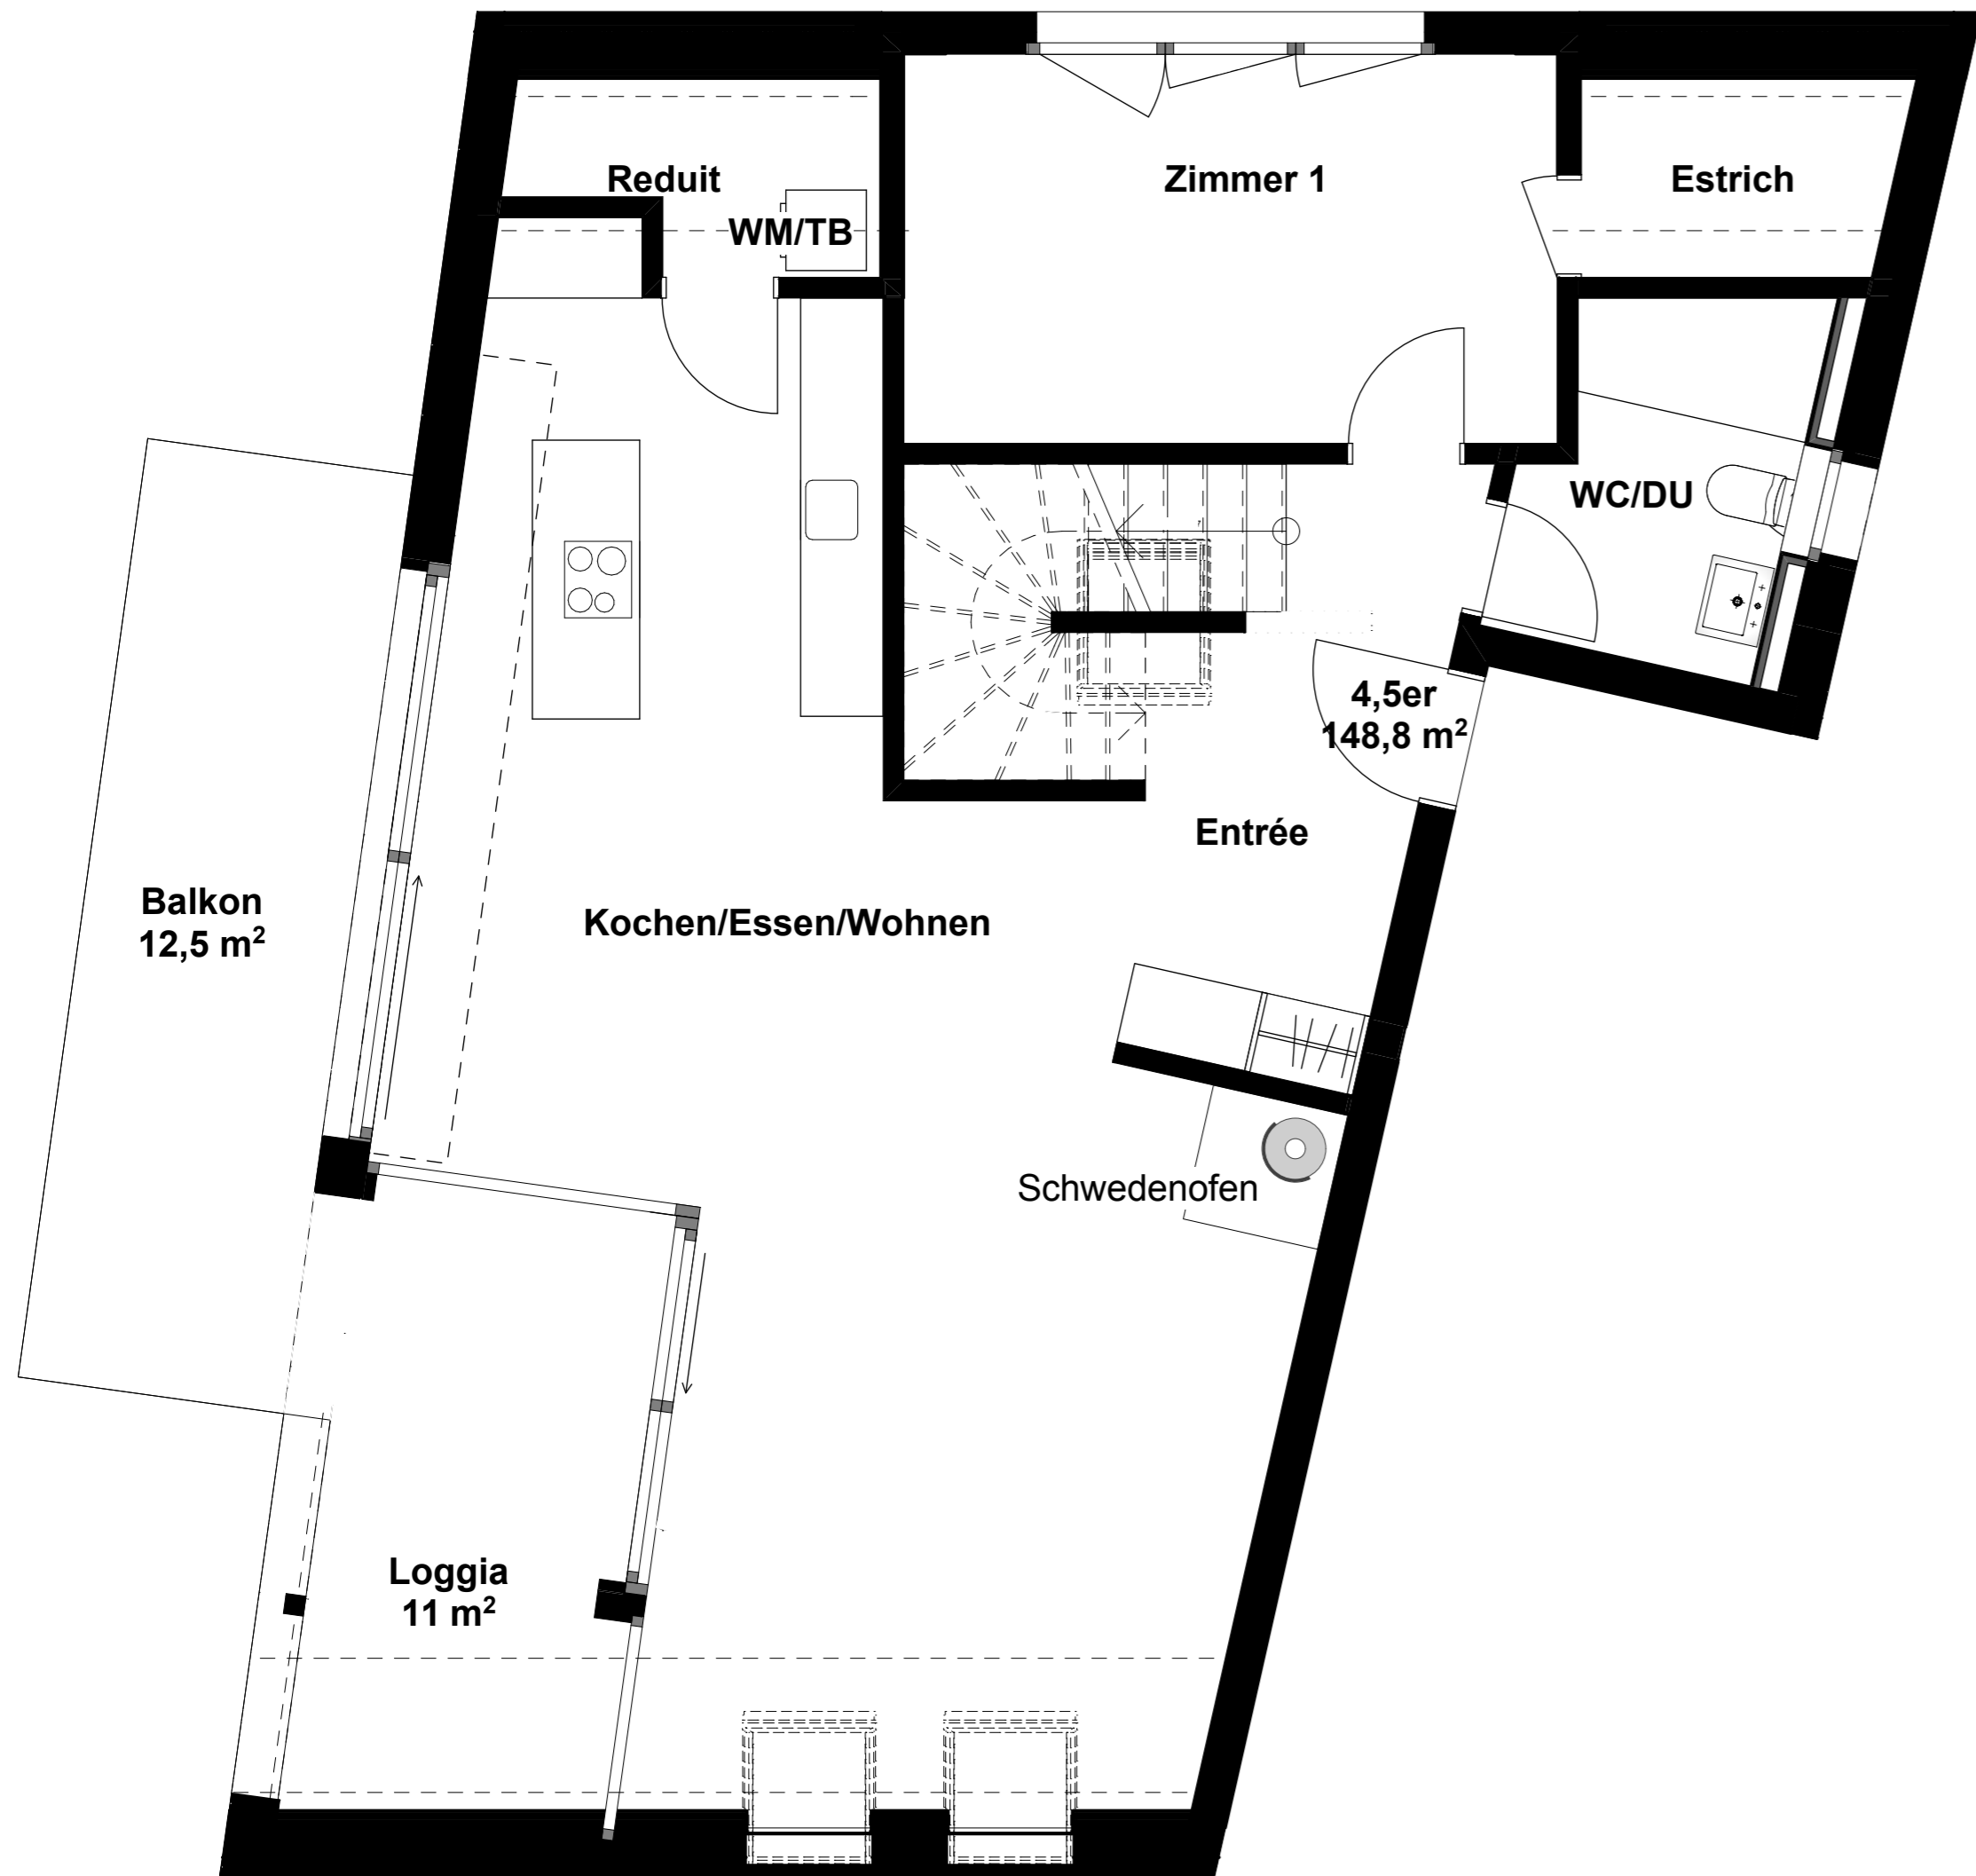 Reduit
WM/TB
Zimmer 1
Estrich
WC/DU
4,5er
148,8 m²
Entrée
Balkon
12,5 m²
Kochen/Essen/Wohnen
Schwedenofen
Loggia
11 m²